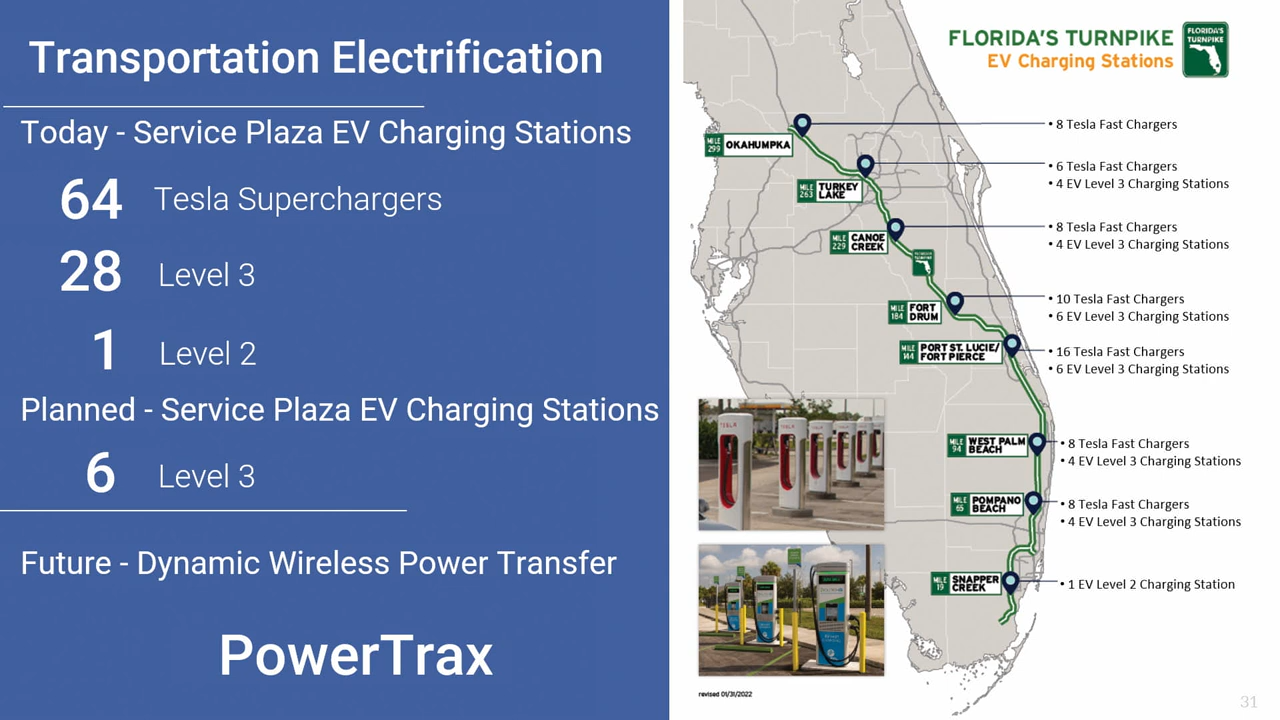 Transportation Electrification
Today - Service Plaza EV Charging Stations
64 Tesla Superchargers
28 Level 3
1 Level 2
Planned - Service Plaza EV Charging Stations
6 Level 3
Future - Dynamic Wireless Power Transfer
PowerTrax
FLORIDA'S TURNPIKE
EV Charging Stations
FLORIDA'S
TURNPIKE
MILE
299
OKAHUMPKA
• 8 Tesla Fast Chargers
MILE
263
TURKEY
LAKE
• 6 Tesla Fast Chargers
• 4 EV Level 3 Charging Stations
MILE
229
CANOE
CREEK
• 8 Tesla Fast Chargers
• 4 EV Level 3 Charging Stations
MILE
184
FORT
DRUM
• 10 Tesla Fast Chargers
• 6 EV Level 3 Charging Stations
MILE
144
PORT ST. LUCIE/
FORT PIERCE
• 16 Tesla Fast Chargers
• 6 EV Level 3 Charging Stations
MILE
94
WEST PALM
BEACH
• 8 Tesla Fast Chargers
• 4 EV Level 3 Charging Stations
MILE
65
POMPANO
BEACH
• 8 Tesla Fast Chargers
• 4 EV Level 3 Charging Stations
MILE
19
SNAPPER
CREEK
• 1 EV Level 2 Charging Station
TESLA
revised 01/31/2022
31